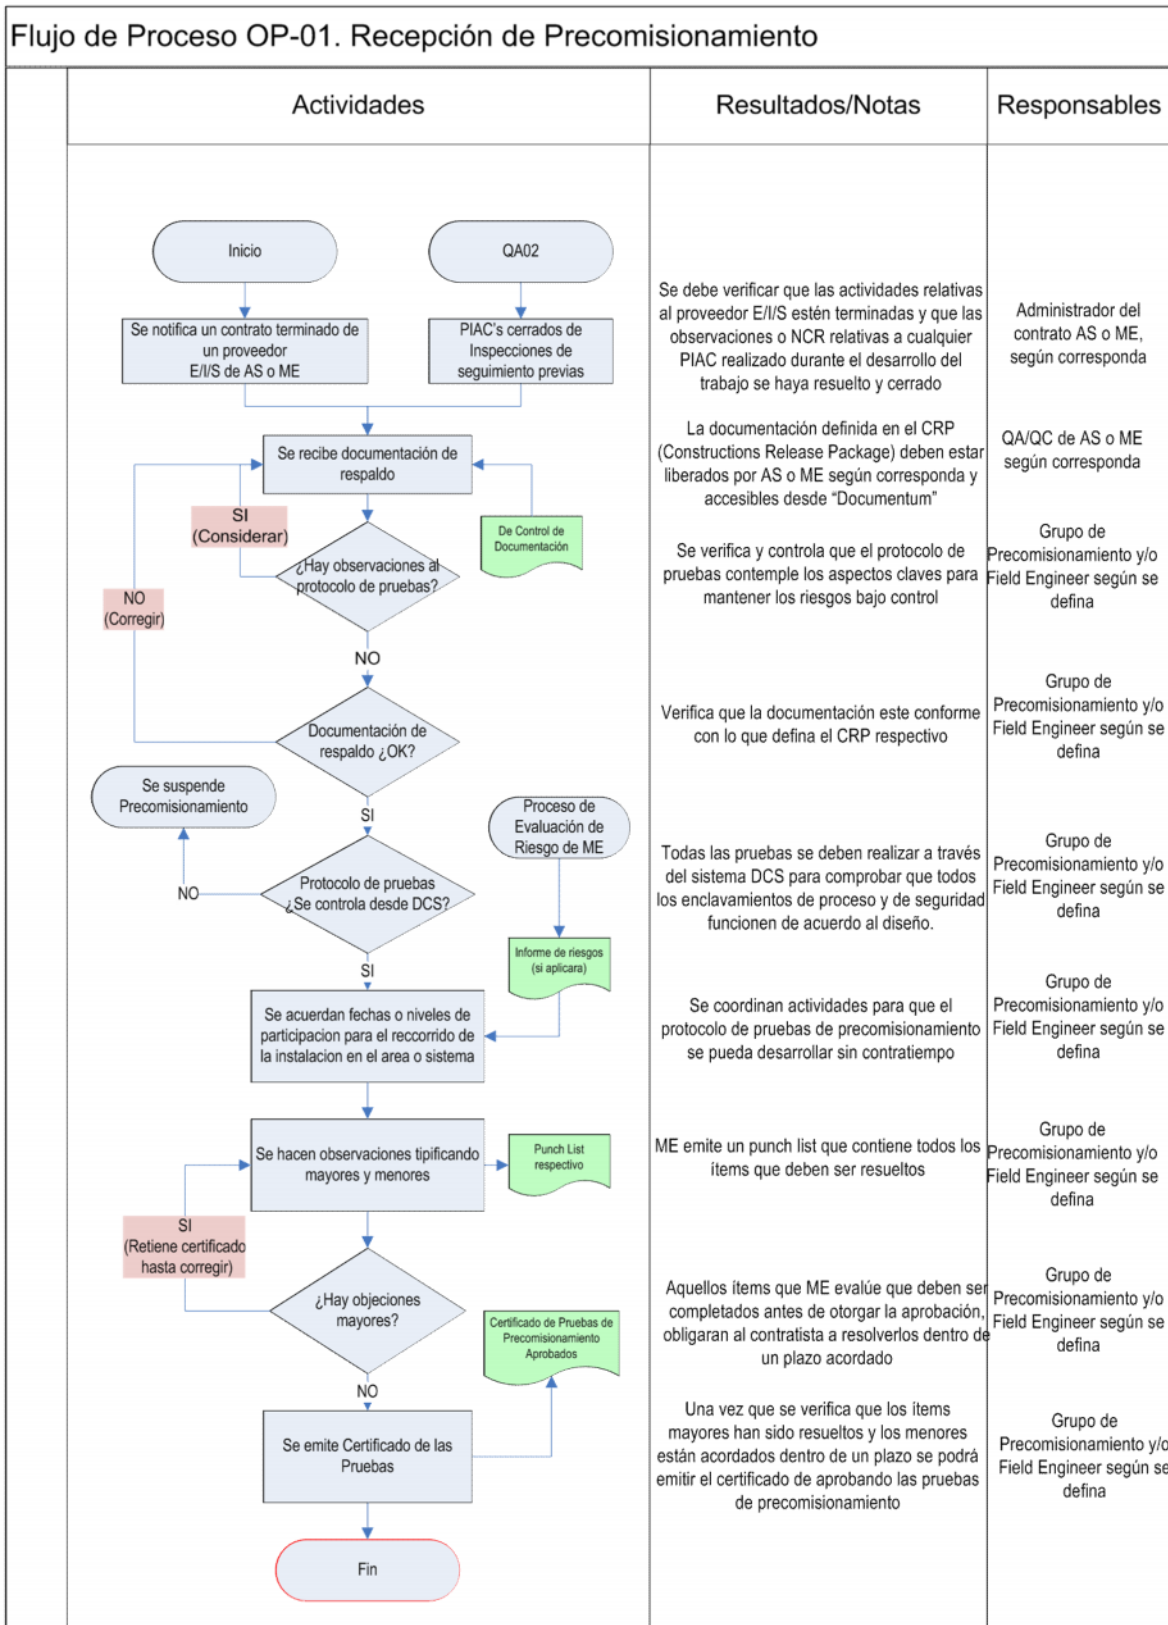 Flujo de Proceso OP-01. Recepción de Precomisionamiento
Actividades
Resultados/Notas
Responsables
Inicio
QA02
Se notifica un contrato terminado de
un proveedor
E/I/S de AS o ME
PIAC's cerrados de
Inspecciones de
seguimiento previas
Se debe verificar que las actividades relativas
al proveedor E/I/S estén terminadas y que las
observaciones o NCR relativas a cualquier
PIAC realizado durante el desarrollo del
trabajo se haya resuelto y cerrado
Administrador del
contrato AS o ME,
según corresponda
Se recibe documentación de
respaldo
La documentación definida en el CRP
(Constructions Release Package) deben estar
liberados por AS o ME según corresponda y
accesibles desde “Documentum”
QA/QC de AS o ME
según corresponda
SI
(Considerar)
De Control de
Documentación
¿Hay observaciones al
protocolo de pruebas?
Se verifica y controla que el protocolo de
pruebas contemple los aspectos claves para
mantener los riesgos bajo control
Grupo de
Precomisionamiento y/o
Field Engineer según se
defina
NO
(Corregir)
NO
Documentación de
respaldo ¿OK?
Verifica que la documentación este conforme
con lo que defina el CRP respectivo
Grupo de
Precomisionamiento y/o
Field Engineer según se
defina
Se suspende
Precomisionamiento
SI
Proceso de
Evaluación de
Riesgo de ME
NO
Protocolo de pruebas
¿Se controla desde DCS?
Todas las pruebas se deben realizar a través
del sistema DCS para comprobar que todos
los enclavamientos de proceso y de seguridad
funcionen de acuerdo al diseño.
Grupo de
Precomisionamiento y/o
Field Engineer según se
defina
Informe de riesgos
(si aplicara)
SI
Se acuerdan fechas o niveles de
participacion para el reccorrido de
la instalacion en el area o sistema
Se coordinan actividades para que el
protocolo de pruebas de precomisionamiento
se pueda desarrollar sin contratiempo
Grupo de
Precomisionamiento y/o
Field Engineer según se
defina
Se hacen observaciones tipificando
mayores y menores
Punch List
respectivo
ME emite un punch list que contiene todos los
ítems que deben ser resueltos
Grupo de
Precomisionamiento y/o
Field Engineer según se
defina
SI
(Retiene certificado
hasta corregir)
¿Hay objeciones
mayores?
Certificado de Pruebas de
Precomisionamiento
Aprobados
Aquellos ítems que ME evalúe que deben ser
completados antes de otorgar la aprobación,
obligaran al contratista a resolverlos dentro de
un plazo acordado
Grupo de
Precomisionamiento y/o
Field Engineer según se
defina
NO
Se emite Certificado de las
Pruebas
Una vez que se verifica que los ítems
mayores han sido resueltos y los menores
están acordados dentro de un plazo se podrá
emitir el certificado de aprobando las pruebas
de precomisionamiento
Grupo de
Precomisionamiento y/o
Field Engineer según se
defina
Fin